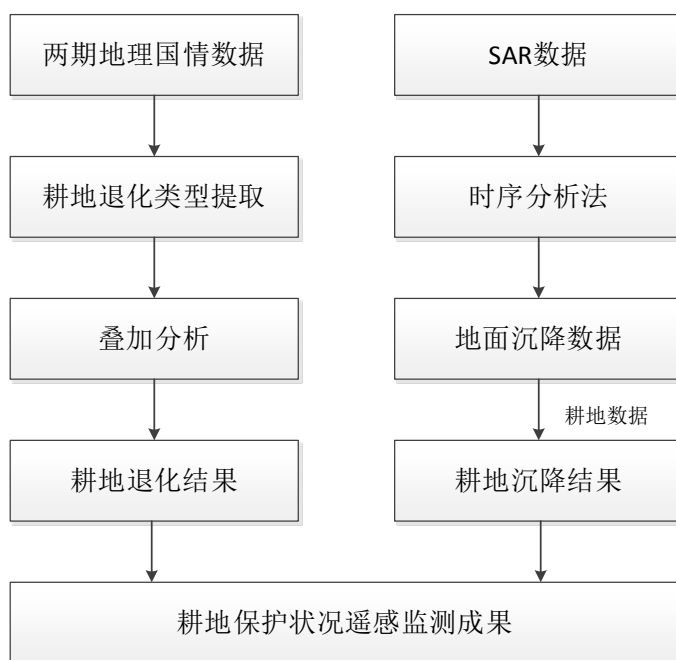 两期地理国情数据
SAR数据
耕地退化类型提取
时序分析法
叠加分析
地面沉降数据
耕地数据
耕地退化结果
耕地沉降结果
耕地保护状况遥感监测成果